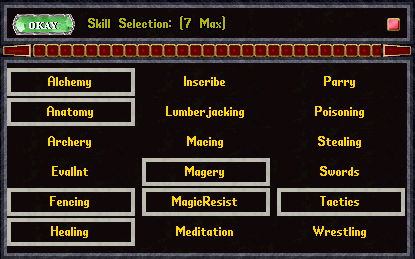 OKAY Skill Selection: (7 Max)
Alchemy Inscribe Parry
Anatomy Lumberjacking Poisoning
Archery Macing Stealing
EvalInt Magery Swords
Fencing MagicResist Tactics
Healing Meditation Wrestling